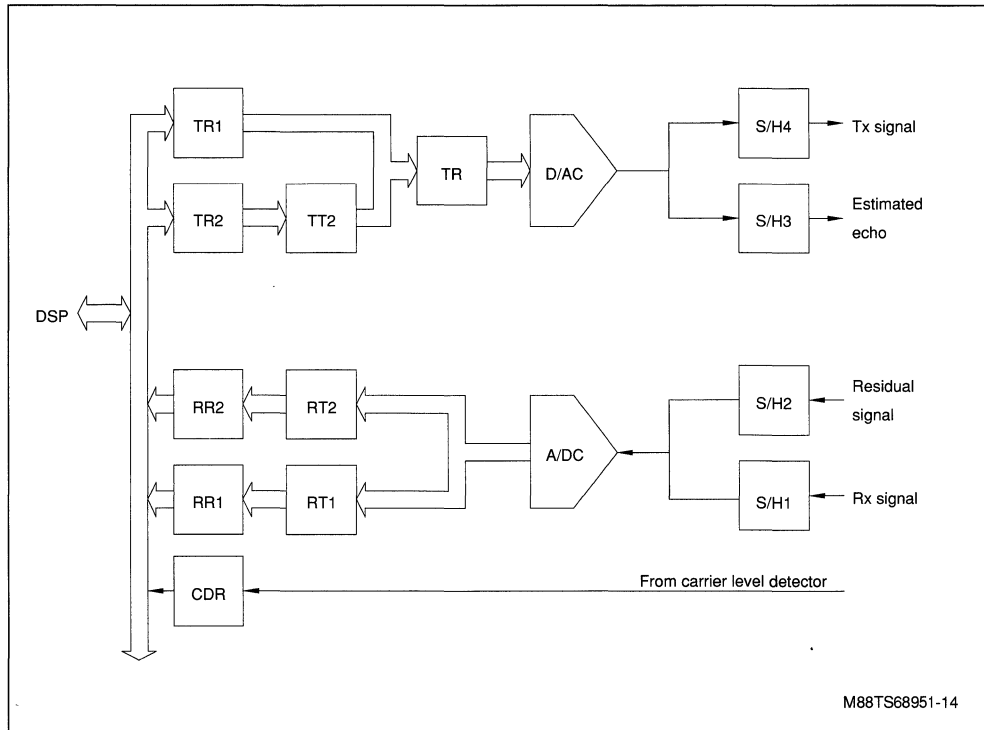 TR1
S/H4
Tx signal
TR
D/AC
TR2
TT2
S/H3
Estimated
echo
DSP
RR2
RT2
S/H2
Residual
signal
A/DC
RR1
RT1
S/H1
Rx signal
CDR
From carrier level detector
M88TS68951-14